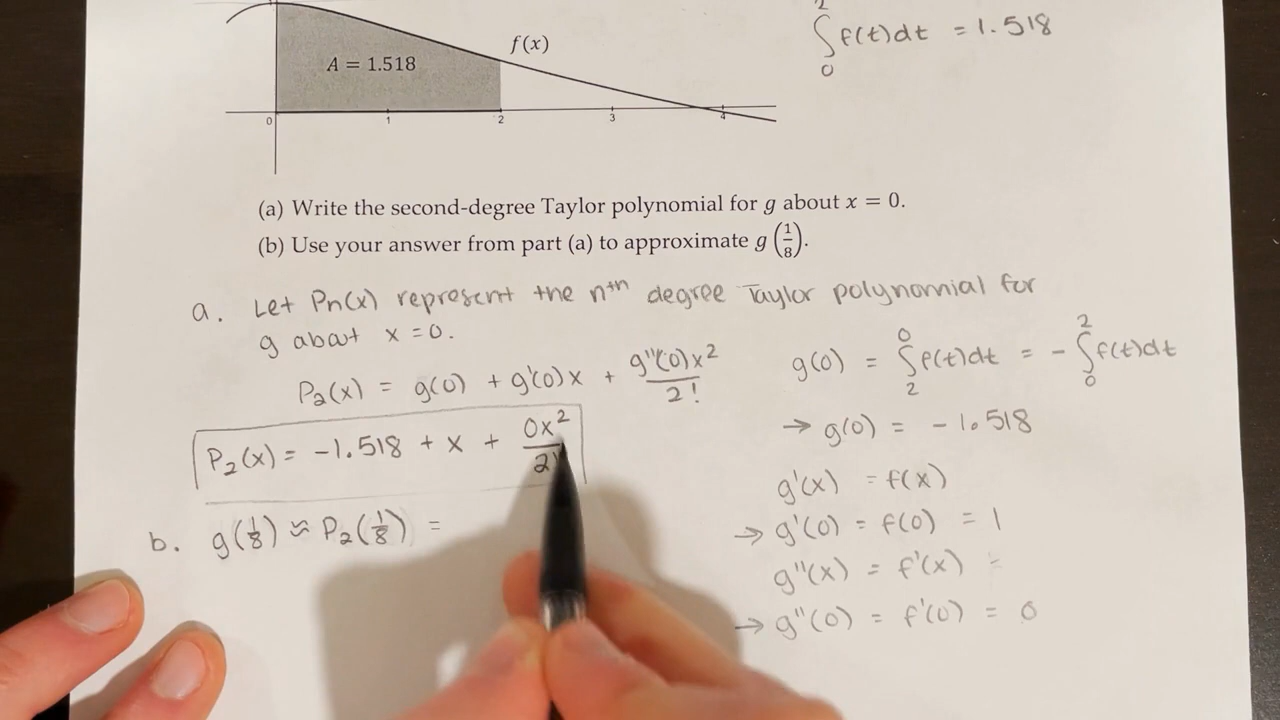 ∫₀² f(t)dt = 1.518
f(x)
A = 1.518
0 1 2 3 4
(a) Write the second-degree Taylor polynomial for g about x = 0.
(b) Use your answer from part (a) to approximate g(1/8).
a. Let Pn(x) represent the nth degree Taylor polynomial for
g about x = 0.
P₂(x) = g(0) + g'(0)x + g''(0)x²/2!
g(0) = ∫₂⁰ f(t)dt = -∫₀² f(t)dt
→ g(0) = -1.518
P₂(x) = -1.518 + x + 0x²/2
g'(x) = f(x)
→ g'(0) = f(0) = 1
b. g(1/8) ≈ P₂(1/8) =
g''(x) = f'(x) =
→ g''(0) = f'(0) = 0